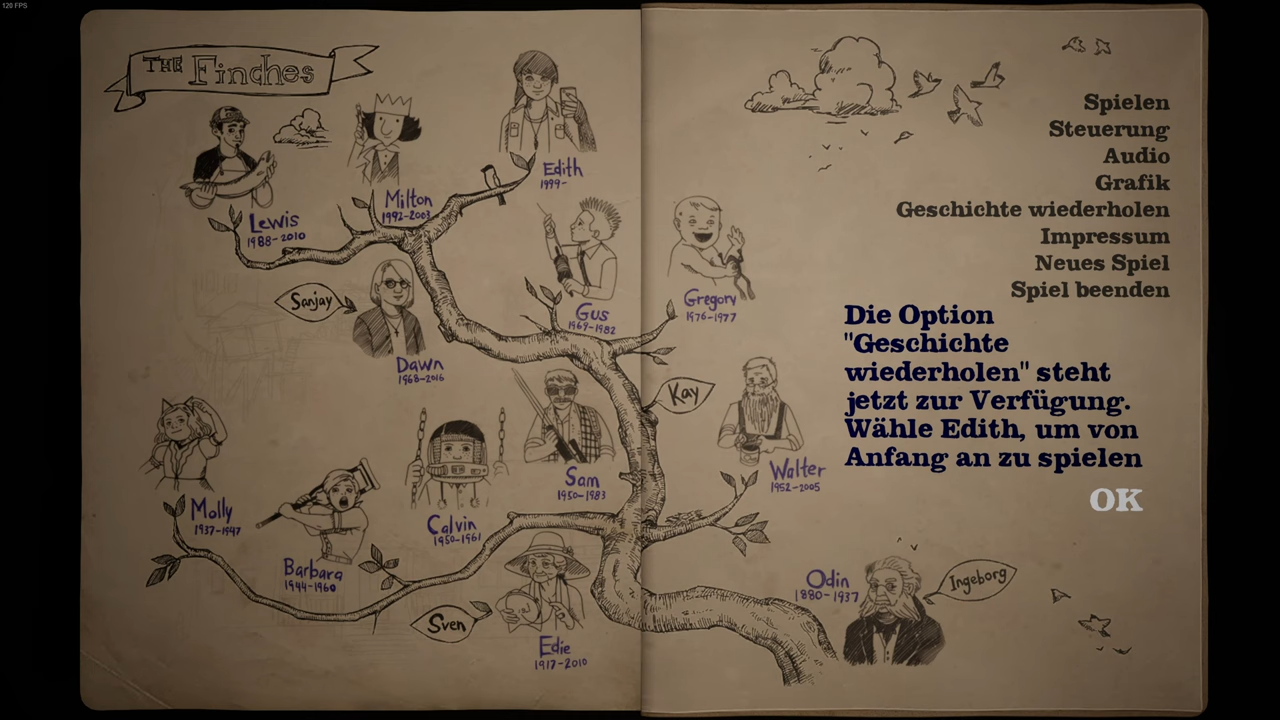 120 FPS
THE Finches
Edith
1999-
Milton
1992-2003
Lewis
1988-2010
Sanjay
Dawn
1968-2016
Gus
1969-1982
Gregory
1976-1977
Kay
Sam
1950-1983
Walter
1952-2005
Molly
1937-1947
Barbara
1944-1960
Calvin
1950-1961
Sven
Edie
1917-2010
Odin
1880-1937
Ingeborg
Spielen
Steuerung
Audio
Grafik
Geschichte wiederholen
Impressum
Neues Spiel
Spiel beenden
Die Option
"Geschichte
wiederholen" steht
jetzt zur Verfügung.
Wähle Edith, um von
Anfang an zu spielen
OK